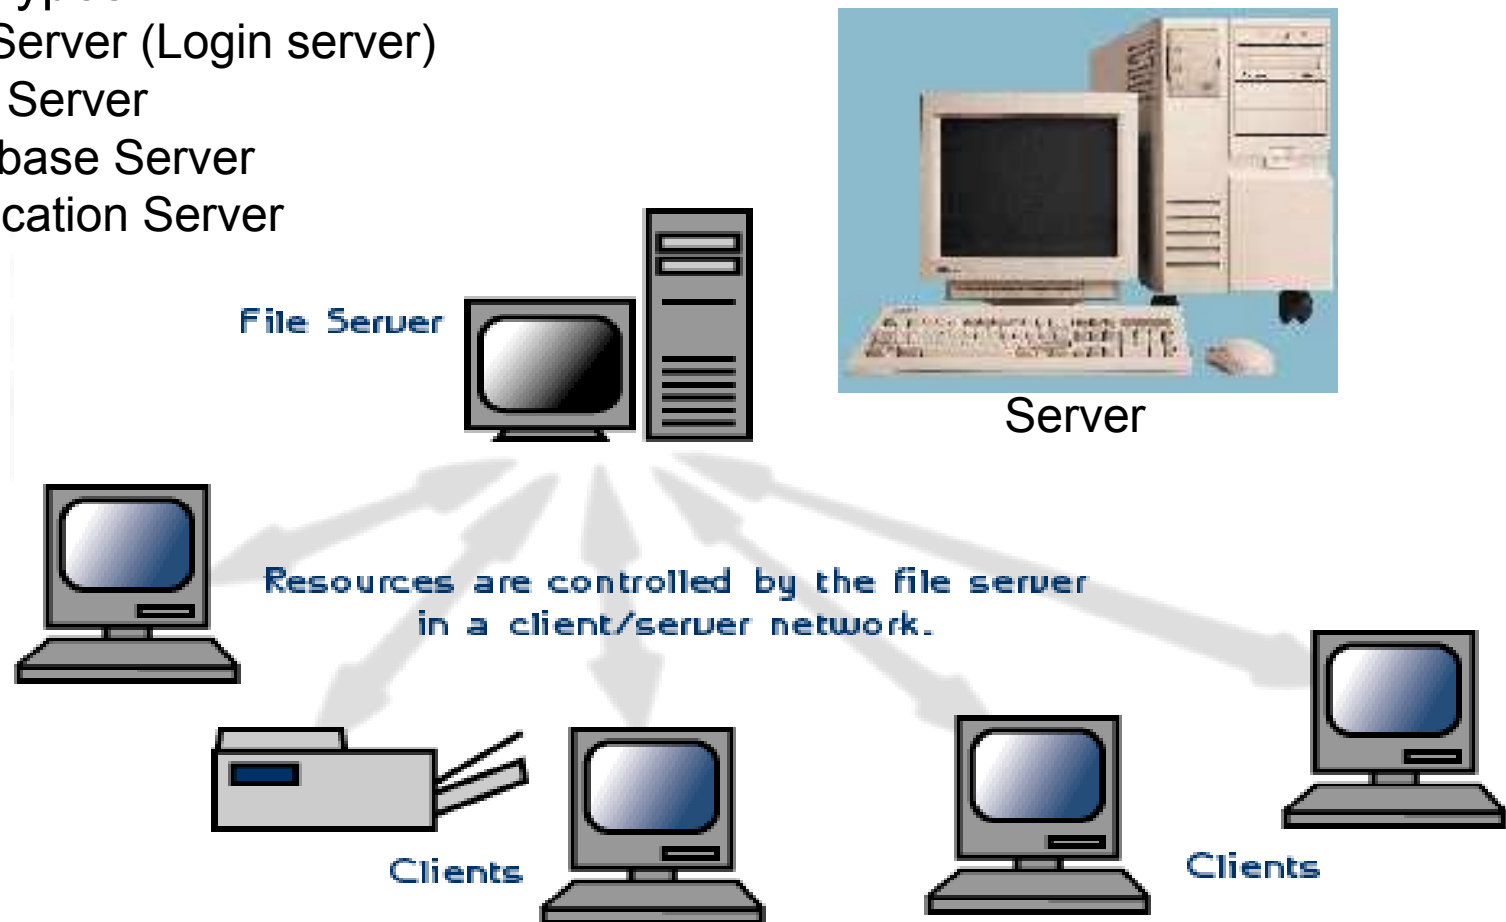 Server (Login server)
Server
base Server
cation Server
File Server
Server
Resources are controlled by the file server
in a client/server network.
Clients
Clients